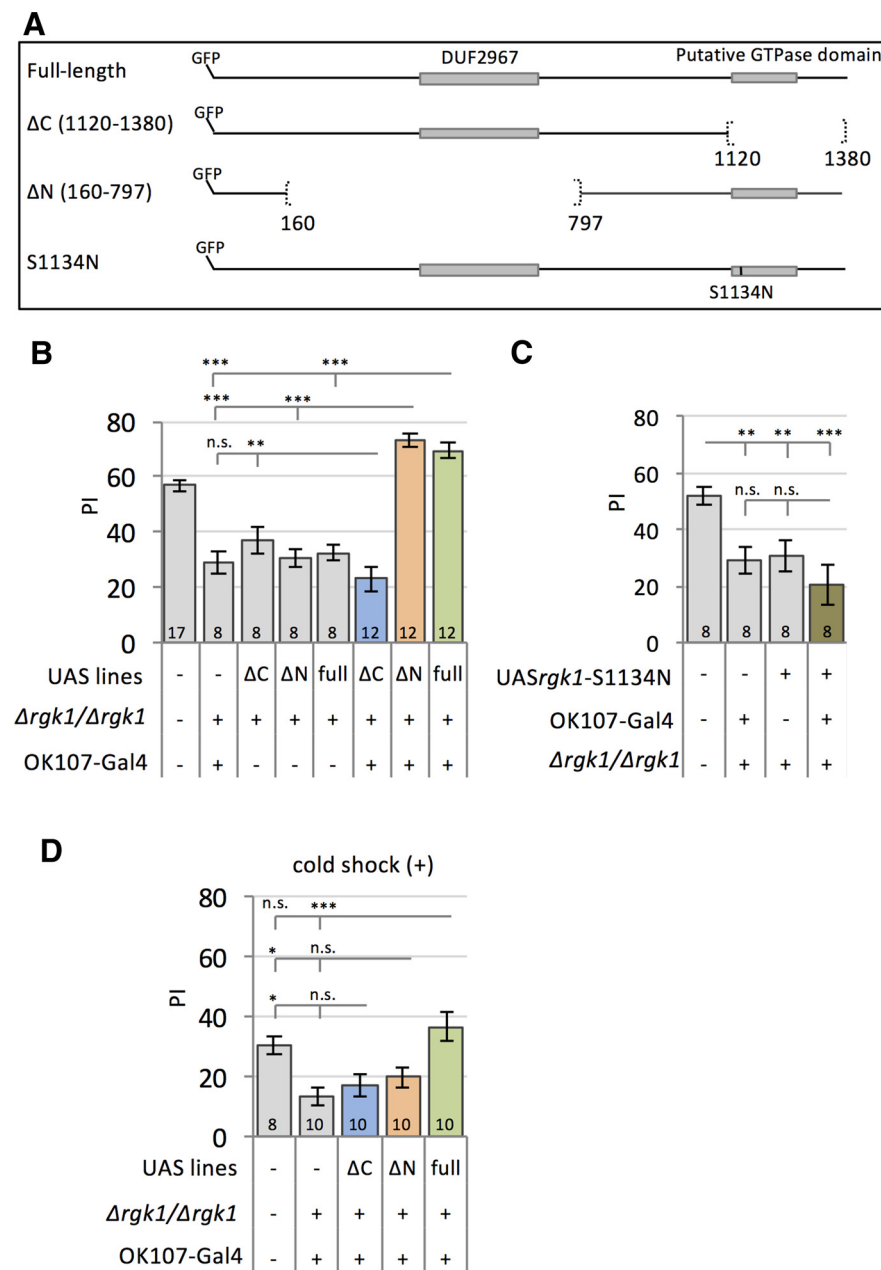 A
GFP
DUF2967
Putative GTPase domain
Full-length
GFP
ΔC (1120-1380)
1120
1380
GFP
ΔN (160-797)
160
797
GFP
S1134N
S1134N
B
*** ***
*** ***
n.s. **
80
60
40
20
0
PI
17 8 8 8 8 12 12 12
UAS lines - - ΔC ΔN full ΔC ΔN full
Δrgk1/Δrgk1 - + + + + + + +
OK107-Gal4 - + - - - + + +
C
80
60
40
20
0
PI
** ** ***
n.s. n.s.
8 8 8 8
UASrgk1-S1134N - - + +
OK107-Gal4 - + - +
Δrgk1/Δrgk1 - + + +
D
cold shock (+)
80
60
40
20
0
PI
n.s. ***
* n.s.
* n.s.
8 10 10 10 10
UAS lines - - ΔC ΔN full
Δrgk1/Δrgk1 - + + + +
OK107-Gal4 - + + + +